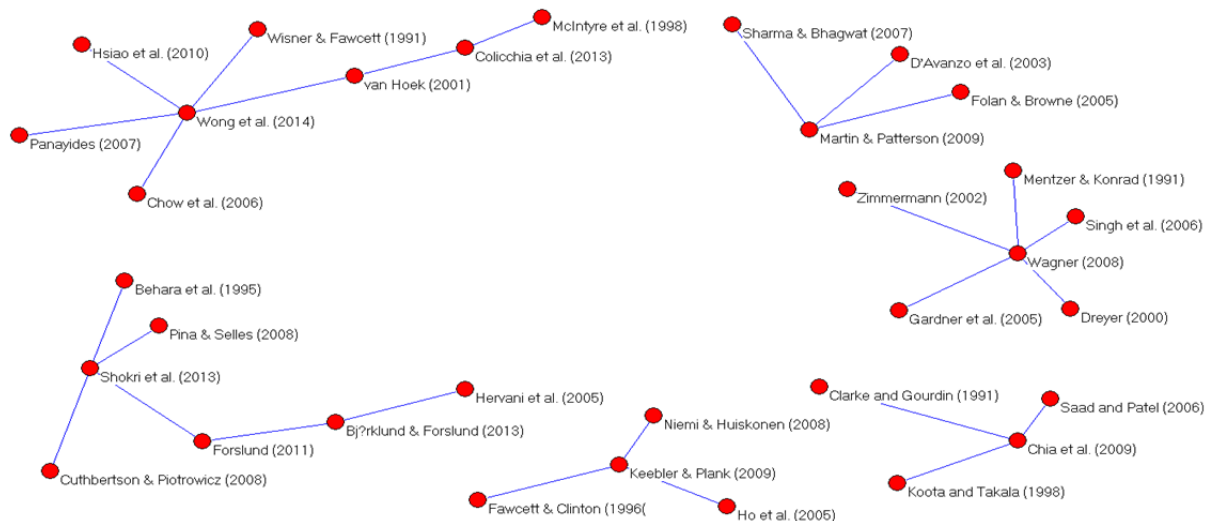 McIntyre et al. (1998)
Wisner & Fawcett (1991)
Hsiao et al. (2010)
Colicchia et al. (2013)
van Hoek (2001)
Wong et al. (2014)
Panayides (2007)
Chow et al. (2006)
Sharma & Bhagwat (2007)
D'Avanzo et al. (2003)
Folan & Browne (2005)
Martin & Patterson (2009)
Mentzer & Konrad (1991)
Zimmermann (2002)
Singh et al. (2006)
Wagner (2008)
Gardner et al. (2005)
Dreyer (2000)
Behara et al. (1995)
Pina & Selles (2008)
Shokri et al. (2013)
Hervani et al. (2005)
Bj?rklund & Forslund (2013)
Forslund (2011)
Cuthbertson & Piotrowicz (2008)
Niemi & Huiskonen (2008)
Keebler & Plank (2009)
Fawcett & Clinton (1996(
Ho et al. (2005)
Clarke and Gourdin (1991)
Saad and Patel (2006)
Chia et al. (2009)
Koota and Takala (1998)